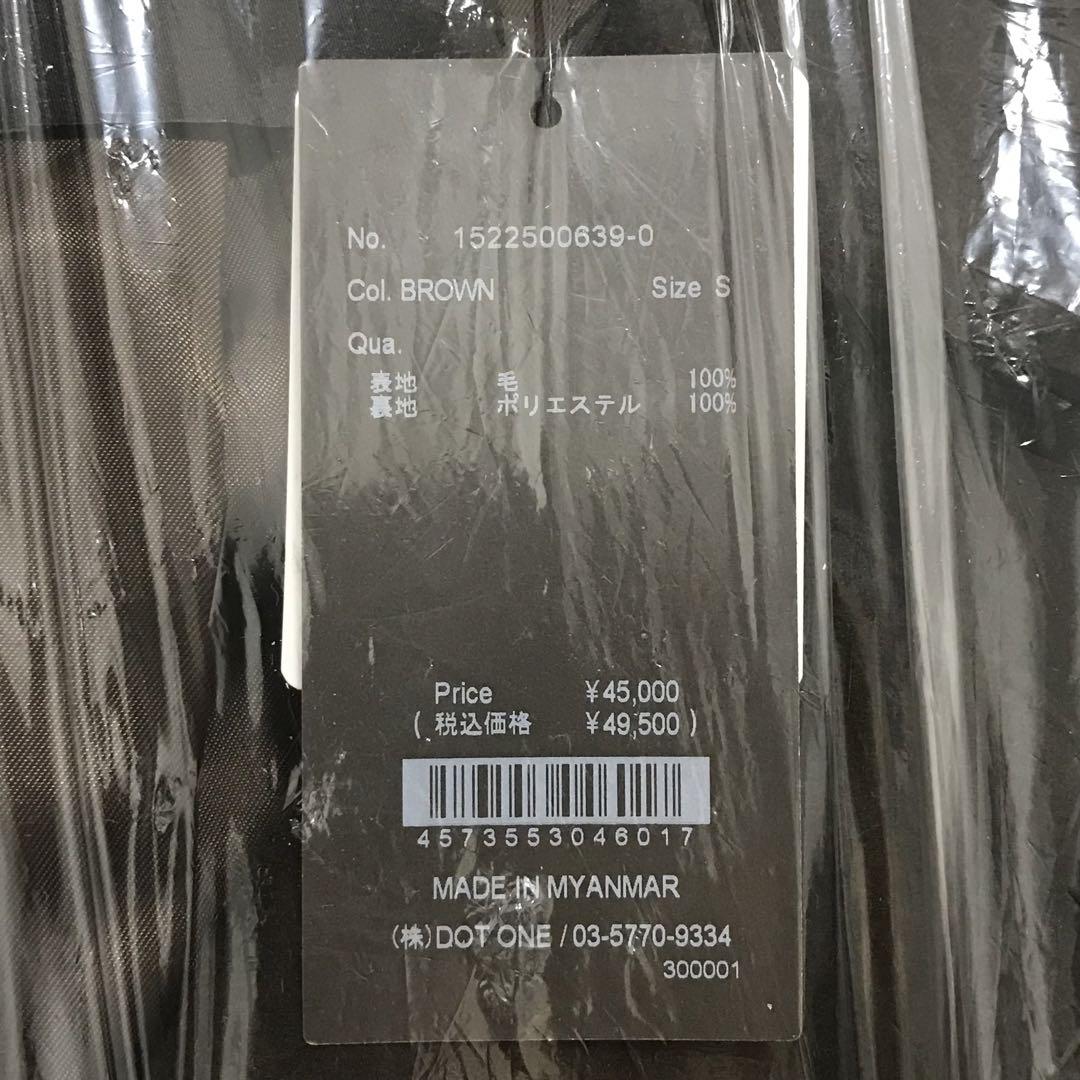 No. 1522500639-0
Col. BROWN Size S
Qua.
表地 毛 100%
裏地 ポリエステル 100%
Price ¥45,000
( 税込価格 ¥49,500 )
4573553046017
MADE IN MYANMAR
(株)DOT ONE / 03-5770-9334
300001